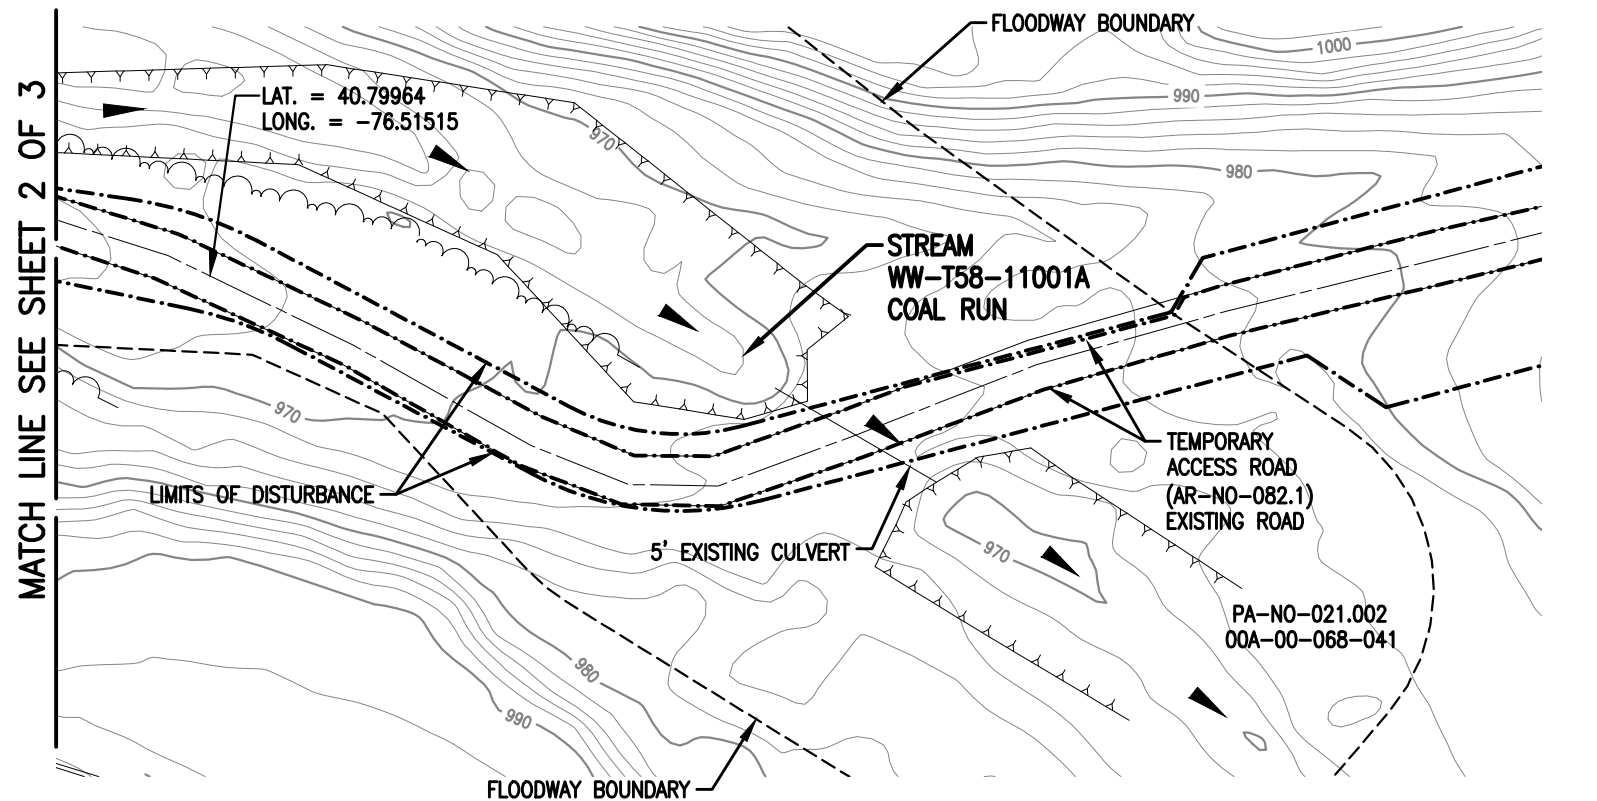 FLOODWAY BOUNDARY
1000
990
980
970
LAT. = 40.79964
LONG. = -76.51515
MATCH LINE SEE SHEET 2 OF 3
STREAM
WW-T58-11001A
COAL RUN
970
LIMITS OF DISTURBANCE
TEMPORARY
ACCESS ROAD
(AR-NO-082.1)
EXISTING ROAD
5' EXISTING CULVERT
970
PA-NO-021.002
00A-00-068-041
980
990
FLOODWAY BOUNDARY